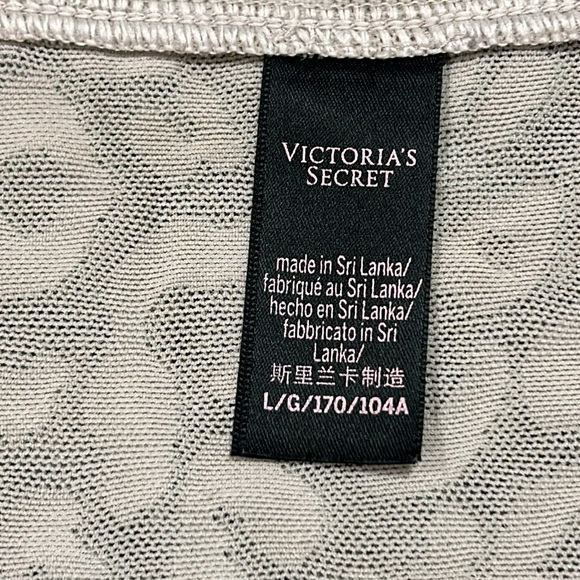 VICTORIA'S
SECRET
made in Sri Lanka/
fabriqué au Sri Lanka/
hecho en Sri Lanka/
fabbricato in Sri
Lanka/
斯里兰卡制造
L/G/170/104A